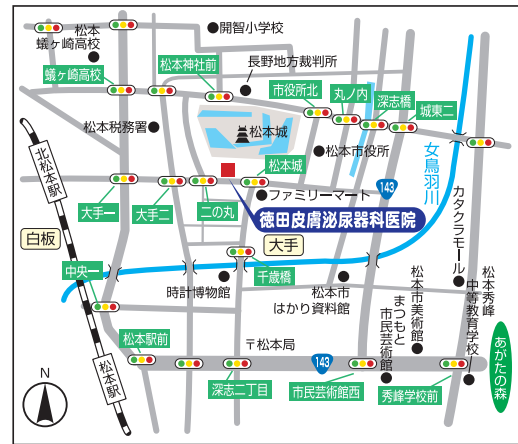 開智小学校
松本
蟻ヶ崎高校
長野地方裁判所
松本神社前
蟻ヶ崎高校
市役所北
丸ノ内
深志橋
城東二
松本税務署
松本城
松本市役所
女鳥羽川
北松本駅
松本城
143
ファミリーマート
カタクラモール
大手一
大手二
二の丸
徳田皮膚泌尿器科医院
白板
大手
千歳橋
中央一
時計博物館
松本市
はかり資料館
松本市美術館
まつもと
市民芸術館
松本秀峰
中等教育学校
あがたの森
松本駅前
〒松本局
143
松本駅
深志二丁目
市民芸術館西
秀峰学校前
N